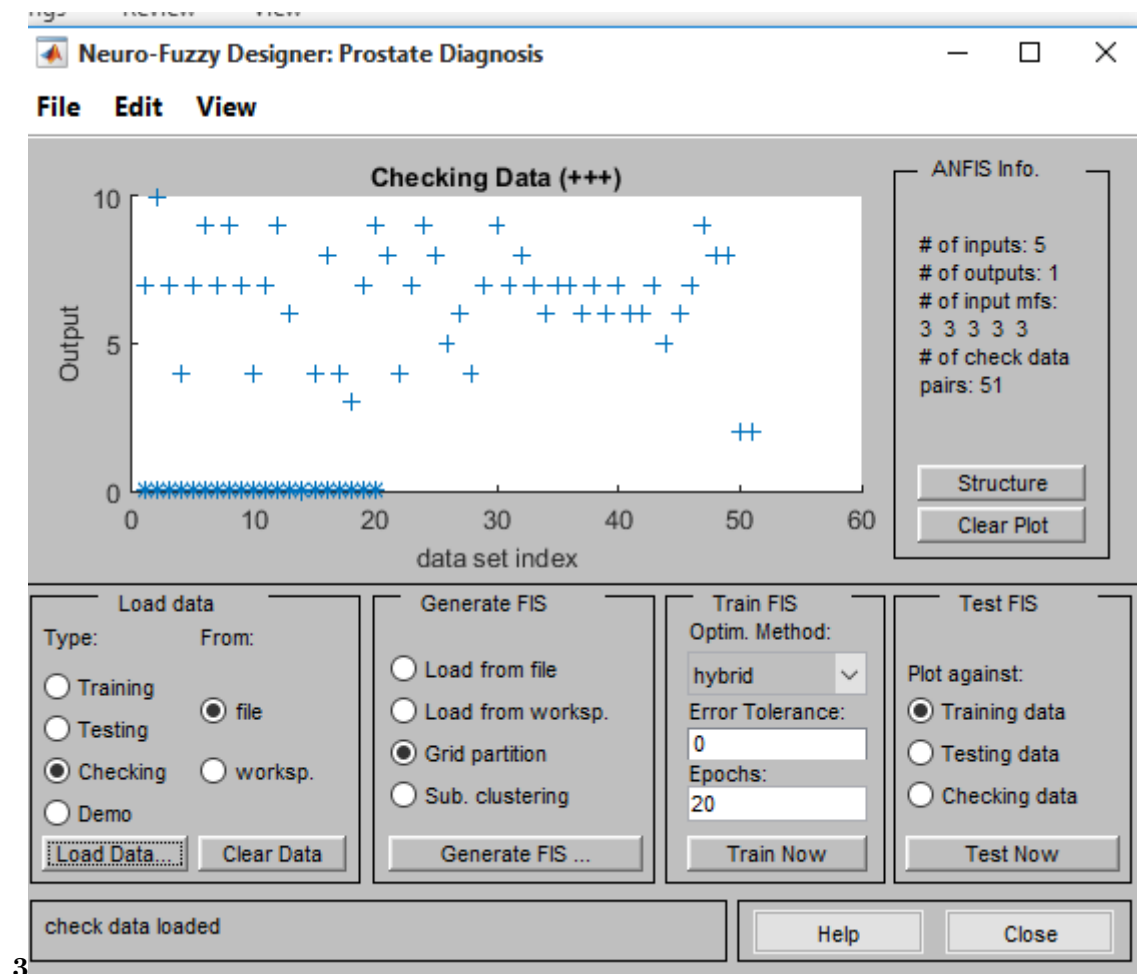 Neuro-Fuzzy Designer: Prostate Diagnosis
File Edit View
Checking Data (+++)
10
5
0
Output
0 10 20 30 40 50 60
data set index
ANFIS Info.
# of inputs: 5
# of outputs: 1
# of input mfs:
3 3 3 3 3
# of check data
pairs: 51
Structure
Clear Plot
Load data
Type: From:
Training
Testing
Checking
Demo
file
worksp.
Load Data... Clear Data
Generate FIS
Load from file
Load from worksp.
Grid partition
Sub. clustering
Generate FIS ...
Train FIS
Optim. Method:
hybrid
Error Tolerance:
0
Epochs:
20
Train Now
Test FIS
Plot against:
Training data
Testing data
Checking data
Test Now
check data loaded
Help Close
3